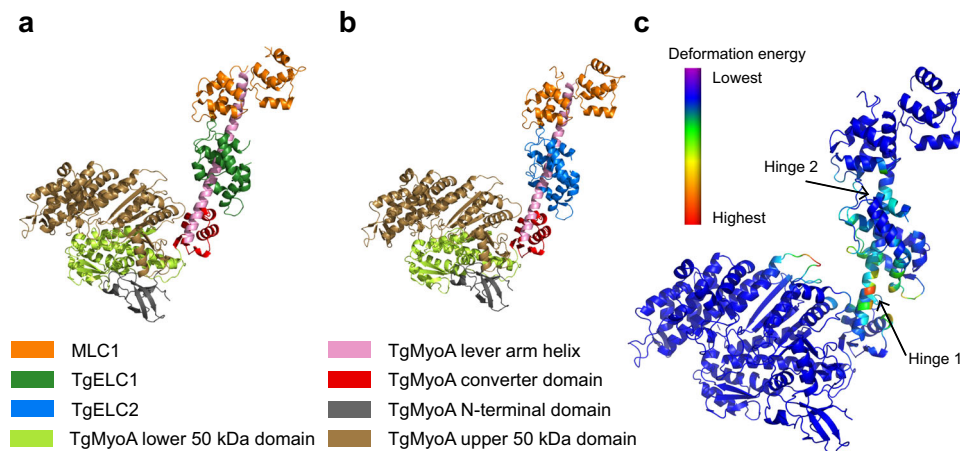 a
b
c
Deformation energy
Lowest
Highest
Hinge 2
Hinge 1
MLC1
TgELC1
TgELC2
TgMyoA lower 50 kDa domain
TgMyoA lever arm helix
TgMyoA converter domain
TgMyoA N-terminal domain
TgMyoA upper 50 kDa domain